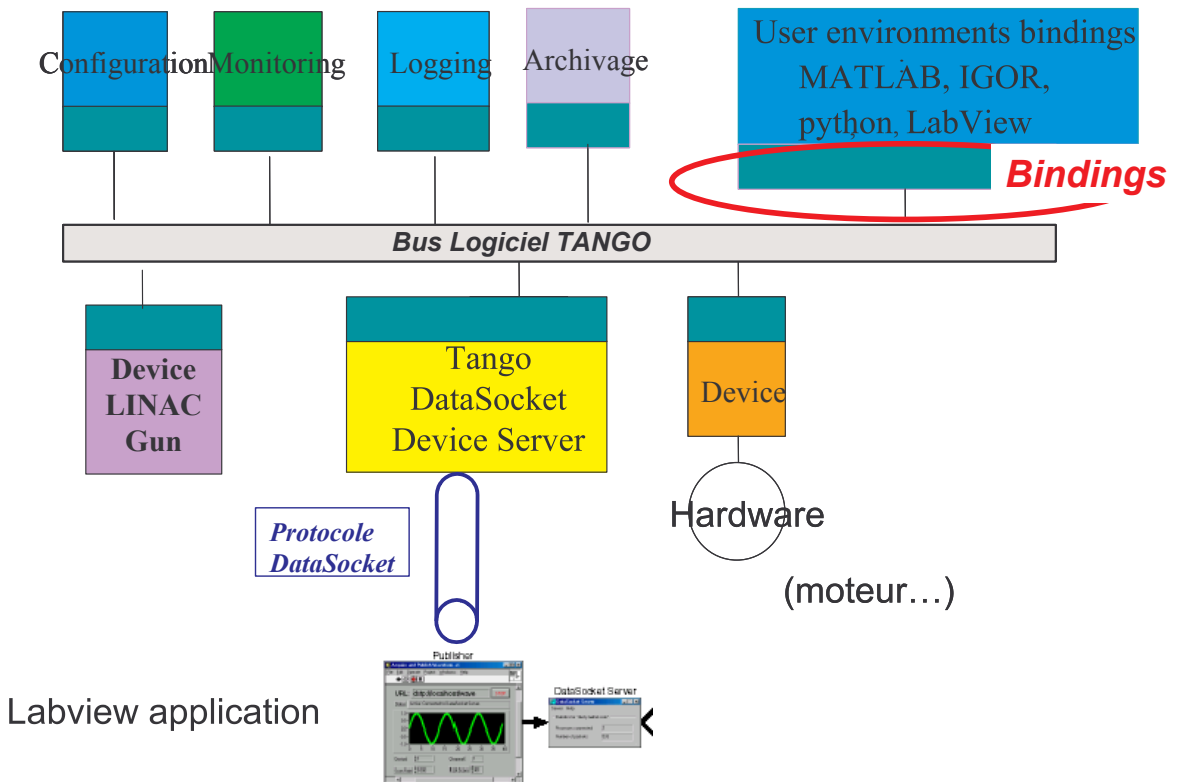 Configuration
Monitoring
Logging
Archivage
User environments bindings
MATLAB, IGOR,
python, LabView
Bindings
Bus Logiciel TANGO
Device
LINAC
Gun
Tango
DataSocket
Device Server
Device
Protocole
DataSocket
Hardware
(moteur…)
Labview application
Publisher
URL:
DataSocket Server